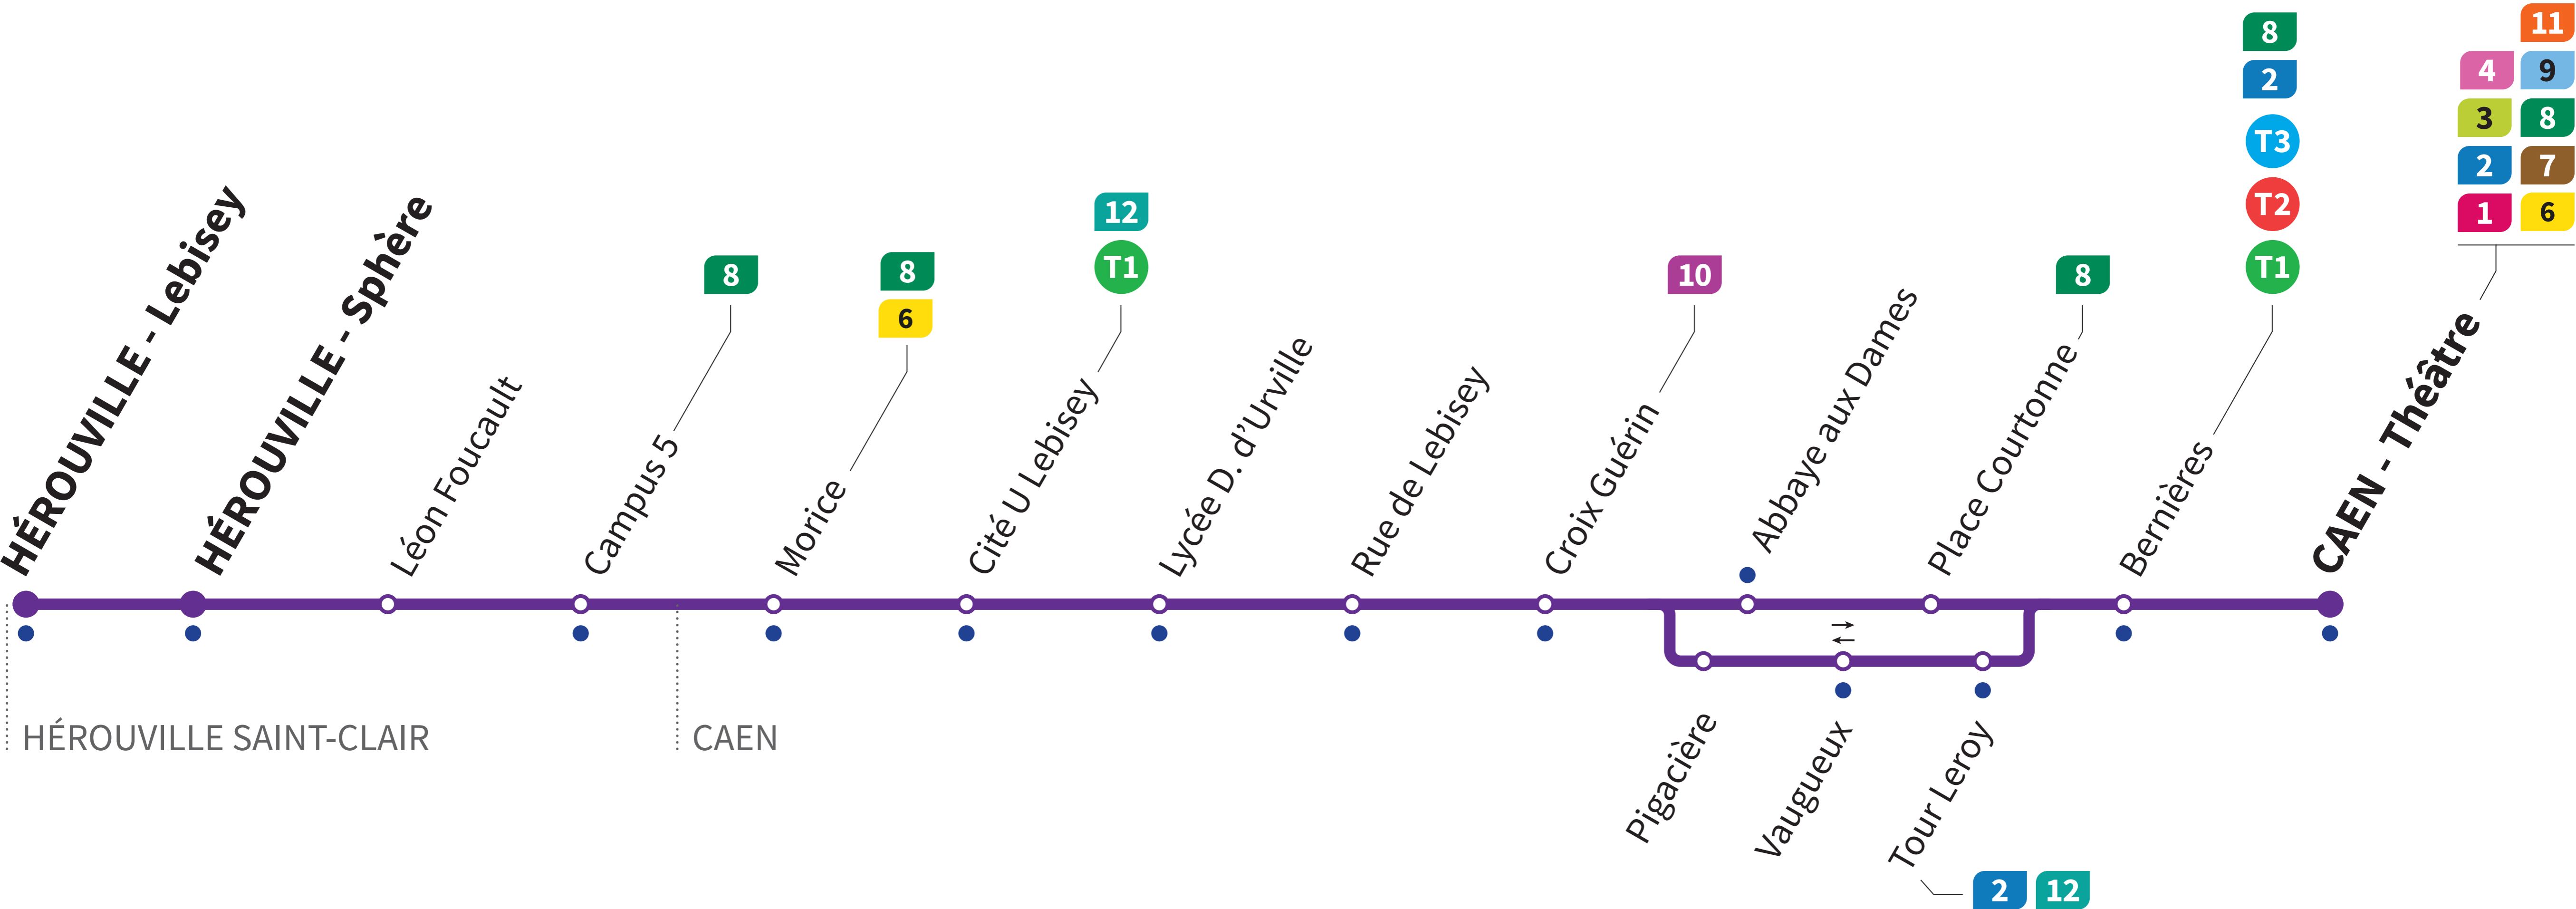 HÉROUVILLE - Lebisey
HÉROUVILLE - Sphère
Léon Foucault
Campus 5
8
Morice
8
6
Cité U Lebisey
12
T1
Lycée D. d’Urville
Rue de Lebisey
Croix Guérin
10
Abbaye aux Dames
Place Courtonne
8
Bernières
8
2
T3
T2
T1
CAEN - Théâtre
11
4 9
3 8
2 7
1 6
Pigacière
Vaugueux
Tour Leroy
2 12
HÉROUVILLE SAINT-CLAIR
CAEN